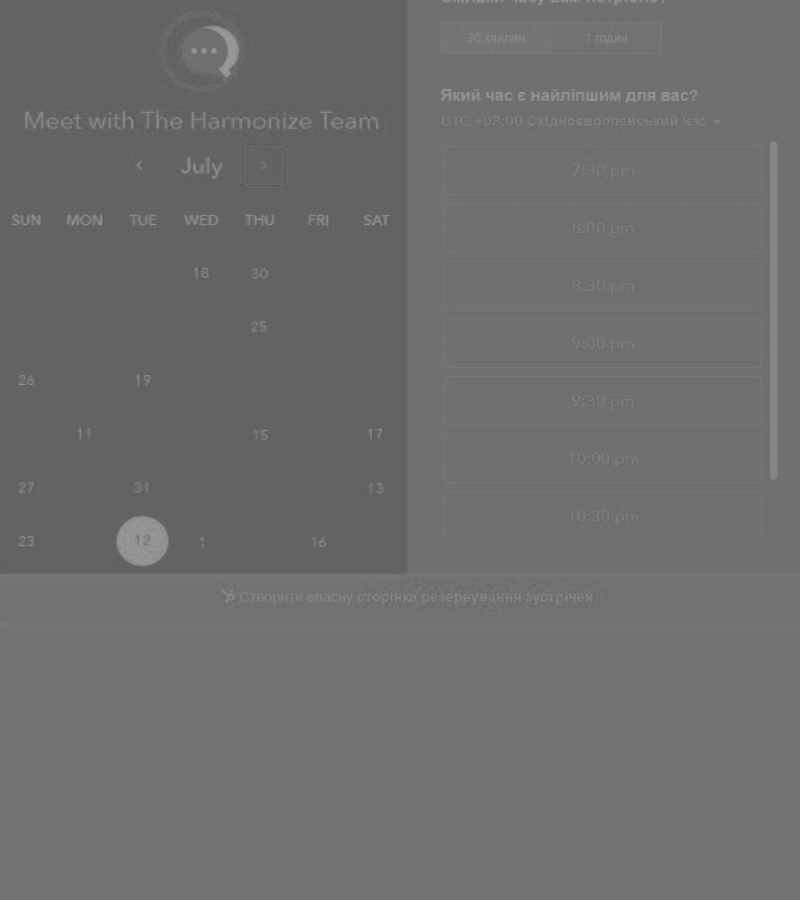 30 хвилин
1 годин
Meet with The Harmonize Team
July
SUN MON TUE WED THU FRI SAT
18 30
25
26 19
11 15 17
27 31 13
23 12 1 16
Який час є найліпшим для вас?
UTC +03:00 Східноєвропейський час
7:30 pm
8:00 pm
8:30 pm
9:00 pm
9:30 pm
10:00 pm
10:30 pm
Створити власну сторінка резервування зустрічей